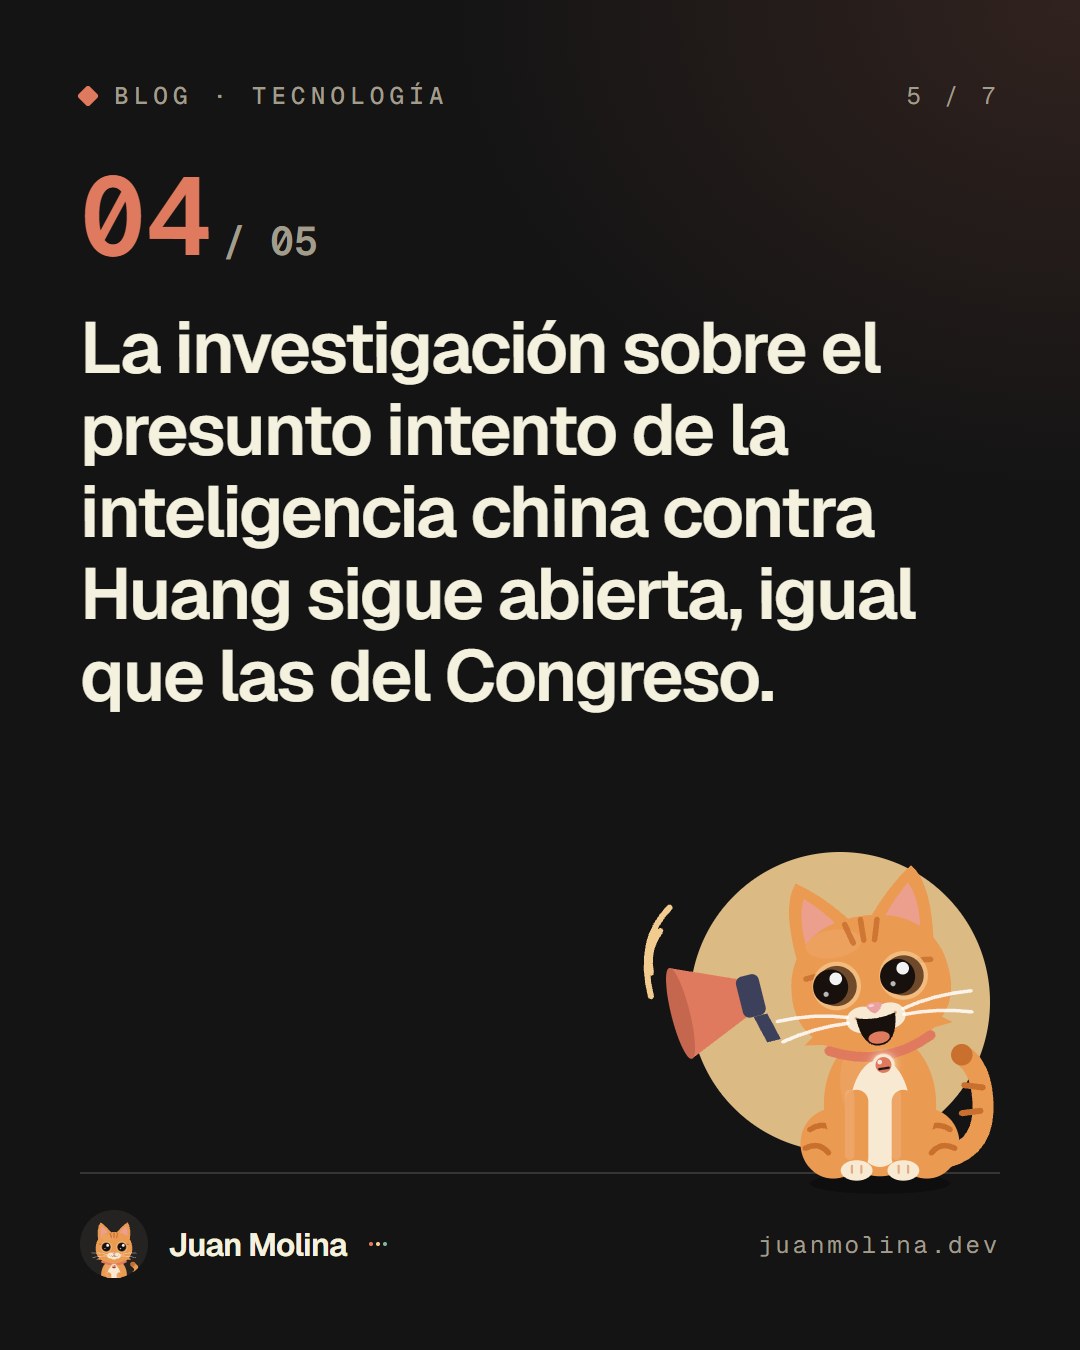 BLOG · TECNOLOGÍA
5 / 7
04 / 05
La investigación sobre el
presunto intento de la
inteligencia china contra
Huang sigue abierta, igual
que las del Congreso.
Juan Molina
juanmolina.dev